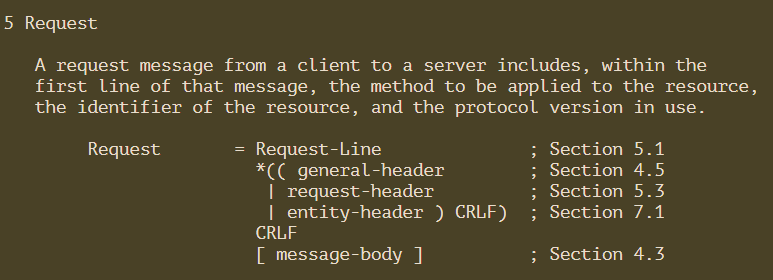 5 Request
A request message from a client to a server includes, within the
first line of that message, the method to be applied to the resource,
the identifier of the resource, and the protocol version in use.
Request = Request-Line ; Section 5.1
*(( general-header ; Section 4.5
| request-header ; Section 5.3
| entity-header ) CRLF) ; Section 7.1
CRLF
[ message-body ] ; Section 4.3